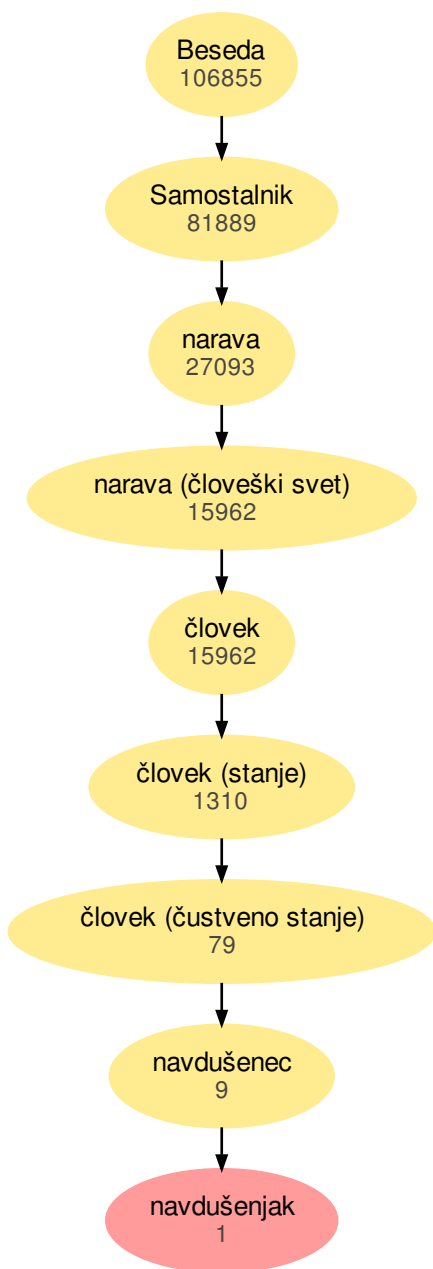 Beseda
106855
Samostalnik
81889
narava
27093
narava (človeški svet)
15962
človek
15962
človek (stanje)
1310
človek (čustveno stanje)
79
navdušenec
9
navdušenjak
1